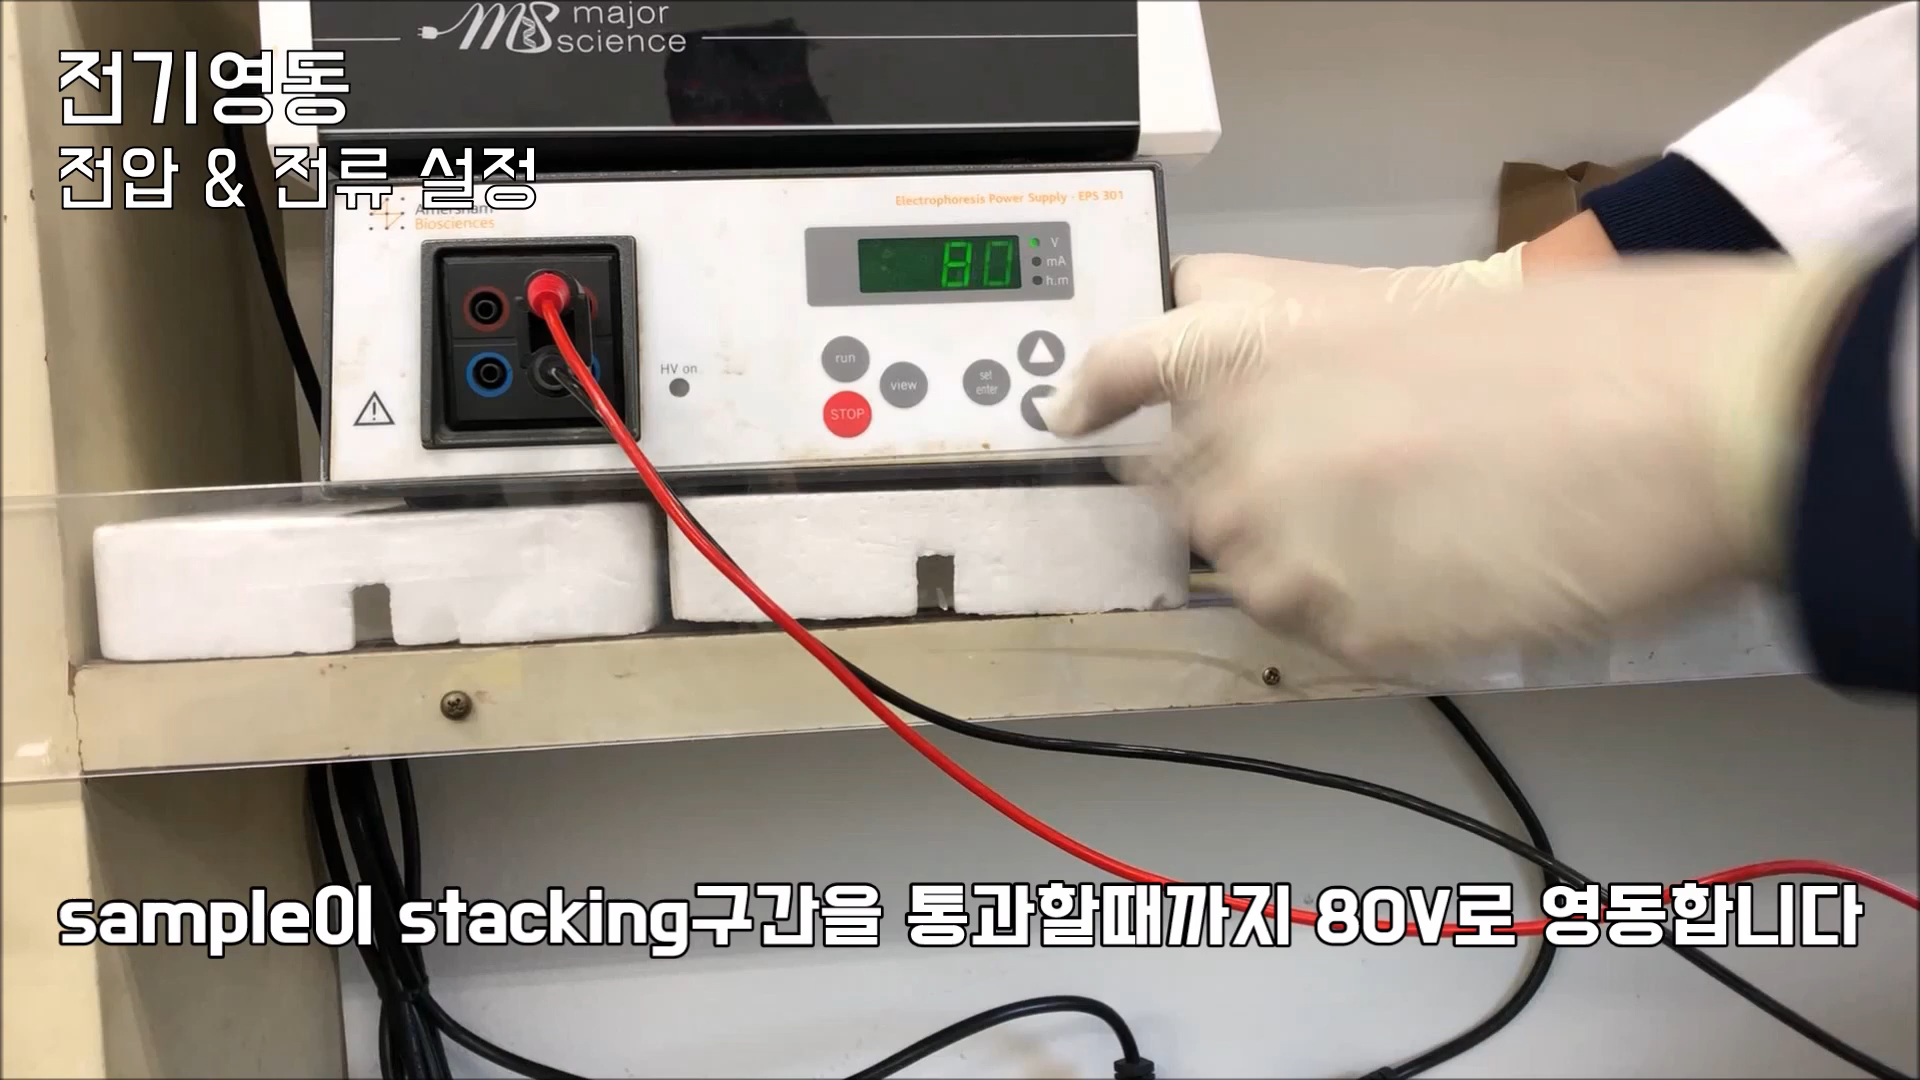 major
MS science
전기영동
전압 & 전류 설정
Electrophoresis Power Supply - EPS 301
Amersham
Biosciences
80
V
mA
h.m
HV on
run
view
set
enter
STOP
sample이 stacking구간을 통과할때까지 80V로 영동합니다